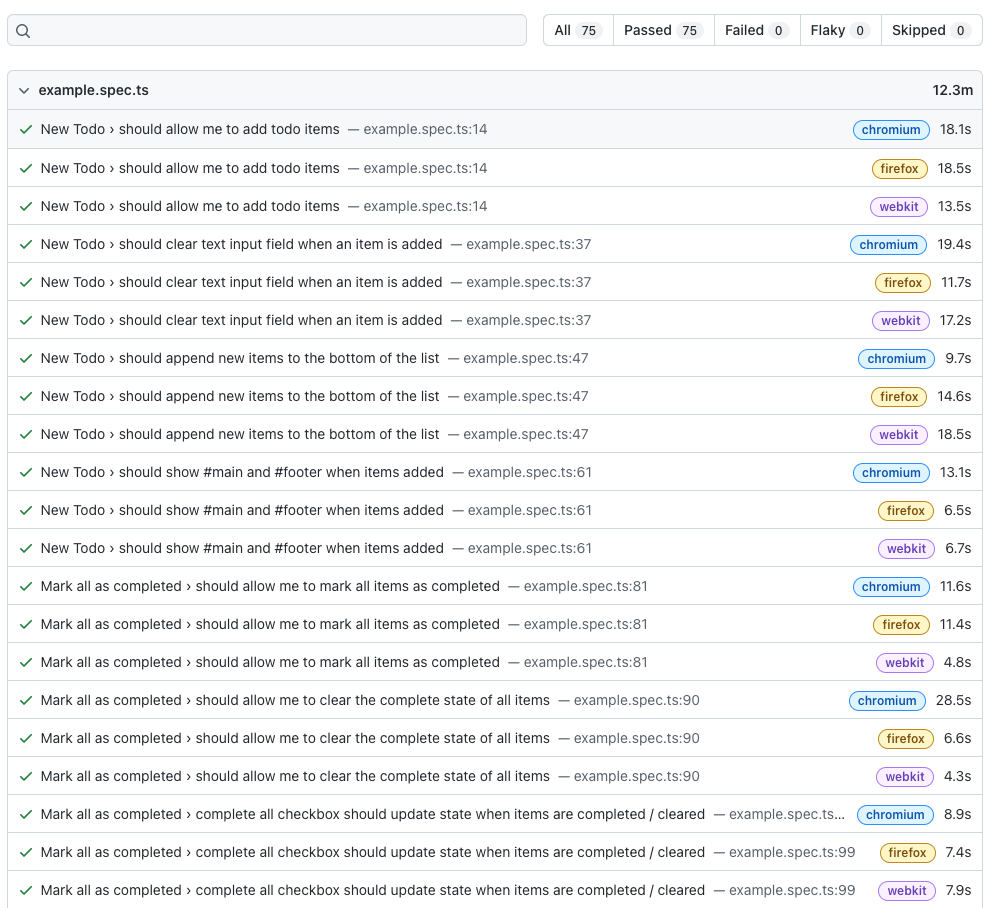 All 75 Passed 75 Failed 0 Flaky 0 Skipped 0
example.spec.ts 12.3m
New Todo › should allow me to add todo items — example.spec.ts:14 chromium 18.1s
New Todo › should allow me to add todo items — example.spec.ts:14 firefox 18.5s
New Todo › should allow me to add todo items — example.spec.ts:14 webkit 13.5s
New Todo › should clear text input field when an item is added — example.spec.ts:37 chromium 19.4s
New Todo › should clear text input field when an item is added — example.spec.ts:37 firefox 11.7s
New Todo › should clear text input field when an item is added — example.spec.ts:37 webkit 17.2s
New Todo › should append new items to the bottom of the list — example.spec.ts:47 chromium 9.7s
New Todo › should append new items to the bottom of the list — example.spec.ts:47 firefox 14.6s
New Todo › should append new items to the bottom of the list — example.spec.ts:47 webkit 18.5s
New Todo › should show #main and #footer when items added — example.spec.ts:61 chromium 13.1s
New Todo › should show #main and #footer when items added — example.spec.ts:61 firefox 6.5s
New Todo › should show #main and #footer when items added — example.spec.ts:61 webkit 6.7s
Mark all as completed › should allow me to mark all items as completed — example.spec.ts:81 chromium 11.6s
Mark all as completed › should allow me to mark all items as completed — example.spec.ts:81 firefox 11.4s
Mark all as completed › should allow me to mark all items as completed — example.spec.ts:81 webkit 4.8s
Mark all as completed › should allow me to clear the complete state of all items — example.spec.ts:90 chromium 28.5s
Mark all as completed › should allow me to clear the complete state of all items — example.spec.ts:90 firefox 6.6s
Mark all as completed › should allow me to clear the complete state of all items — example.spec.ts:90 webkit 4.3s
Mark all as completed › complete all checkbox should update state when items are completed / cleared — example.spec.ts... chromium 8.9s
Mark all as completed › complete all checkbox should update state when items are completed / cleared — example.spec.ts:99 firefox 7.4s
Mark all as completed › complete all checkbox should update state when items are completed / cleared — example.spec.ts:99 webkit 7.9s